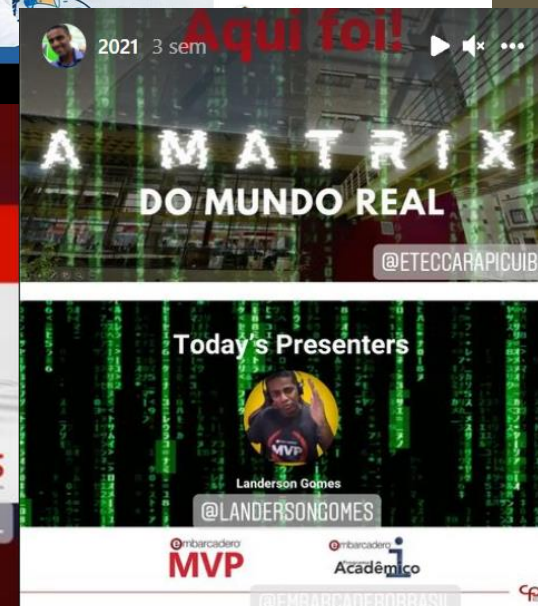 Aqui foi!
2021 3 sem
A MATRIX
DO MUNDO REAL
@ETECCARAPICUIB
Today's Presenters
MVP
Landerson Gomes
@LANDERSONGOMES
embarcadero
MVP
embarcadero
Acadêmico
@EMBARCADEROBRASIL